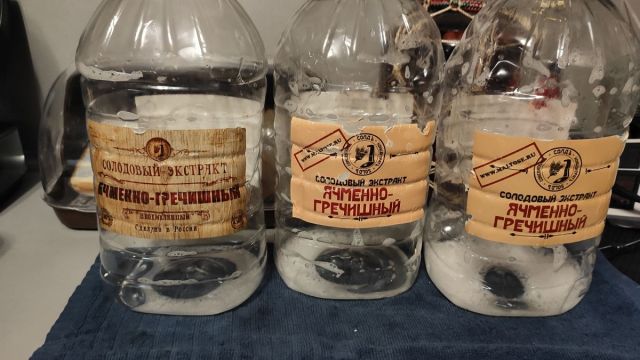 СОЛОДОВЫЙ ЭКСТРАКТ
ЯЧМЕННО-ГРЕЧИШНЫЙ
Сделано в России
WWW.MALTOSE.RU
СОЛОДОВЫЙ ЭКСТРАКТ
ЯЧМЕННО-
ГРЕЧИШНЫЙ
WWW.MALTOSE.RU
СОЛОДОВЫЙ ЭКСТРАКТ
ЯЧМЕННО-
ГРЕЧИШНЫЙ